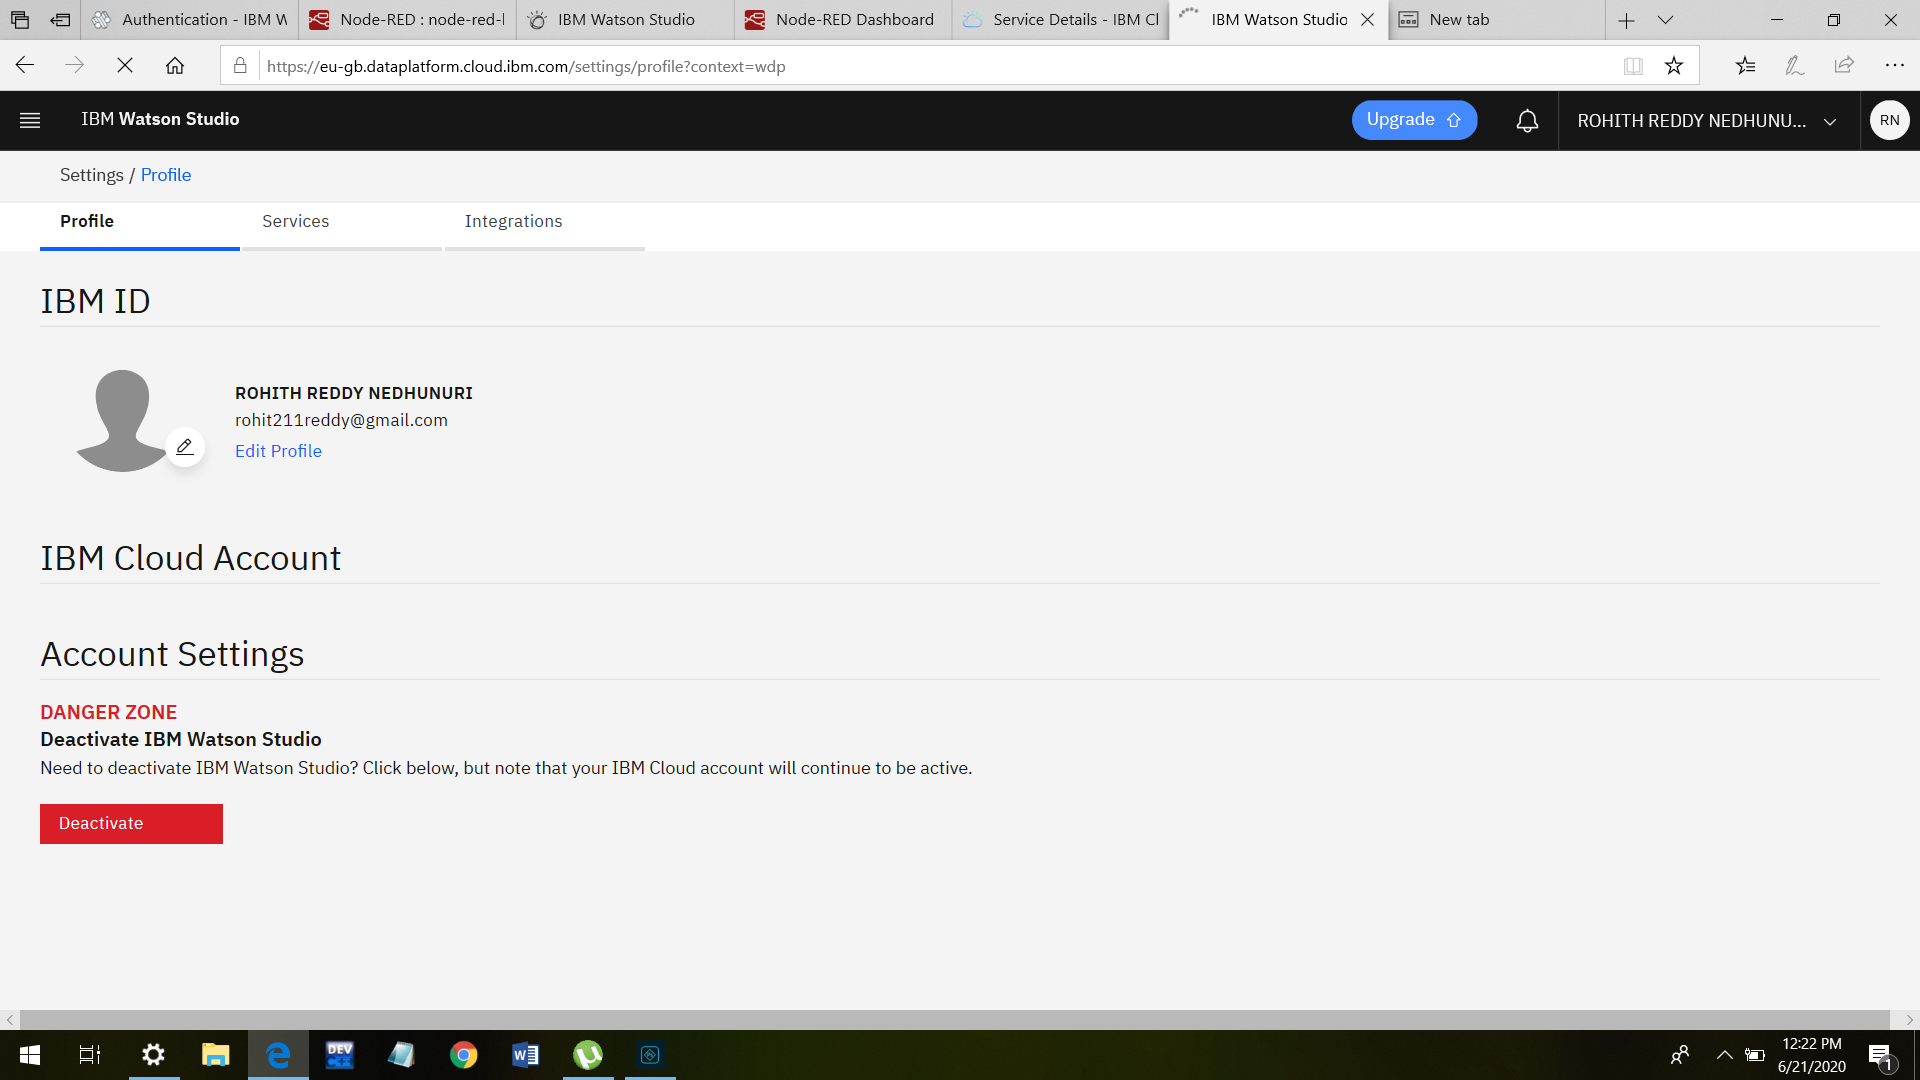 Authentication - IBM W
Node-RED : node-red-l
IBM Watson Studio
Node-RED Dashboard
Service Details - IBM Cl
IBM Watson Studio
New tab
https://eu-gb.dataplatform.cloud.ibm.com/settings/profile?context=wdp
IBM Watson Studio
Upgrade
ROHITH REDDY NEDHUNU...
RN
Settings / Profile
Profile
Services
Integrations
IBM ID
ROHITH REDDY NEDHUNURI
rohit211reddy@gmail.com
Edit Profile
IBM Cloud Account
Account Settings
DANGER ZONE
Deactivate IBM Watson Studio
Need to deactivate IBM Watson Studio? Click below, but note that your IBM Cloud account will continue to be active.
Deactivate
DEV
C++
12:22 PM
6/21/2020
1